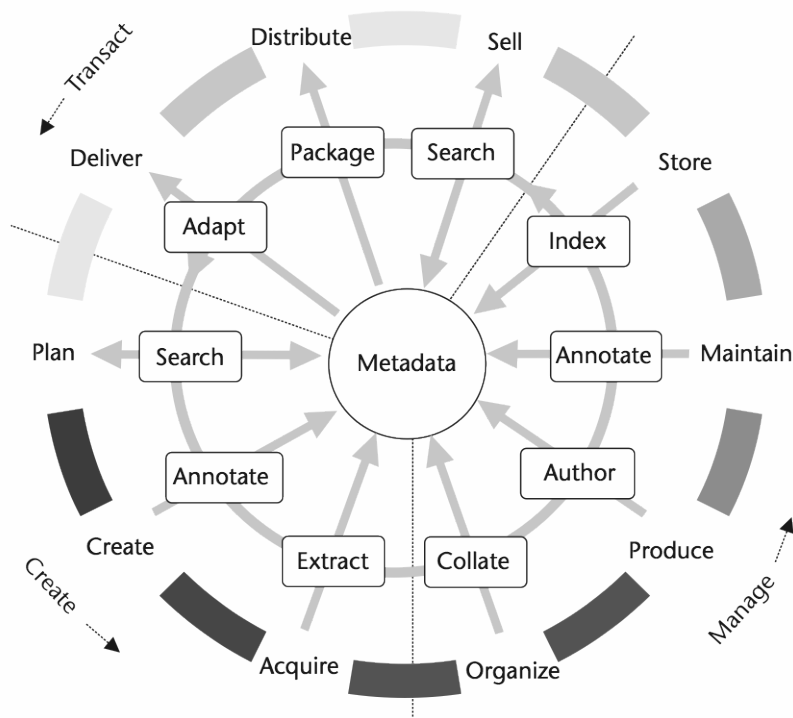 Distribute
Sell
Transact
Package
Search
Deliver
Store
Adapt
Index
Plan
Search
Metadata
Annotate
Maintain
Annotate
Author
Create
Extract
Collate
Produce
Create
Manage
Acquire
Organize